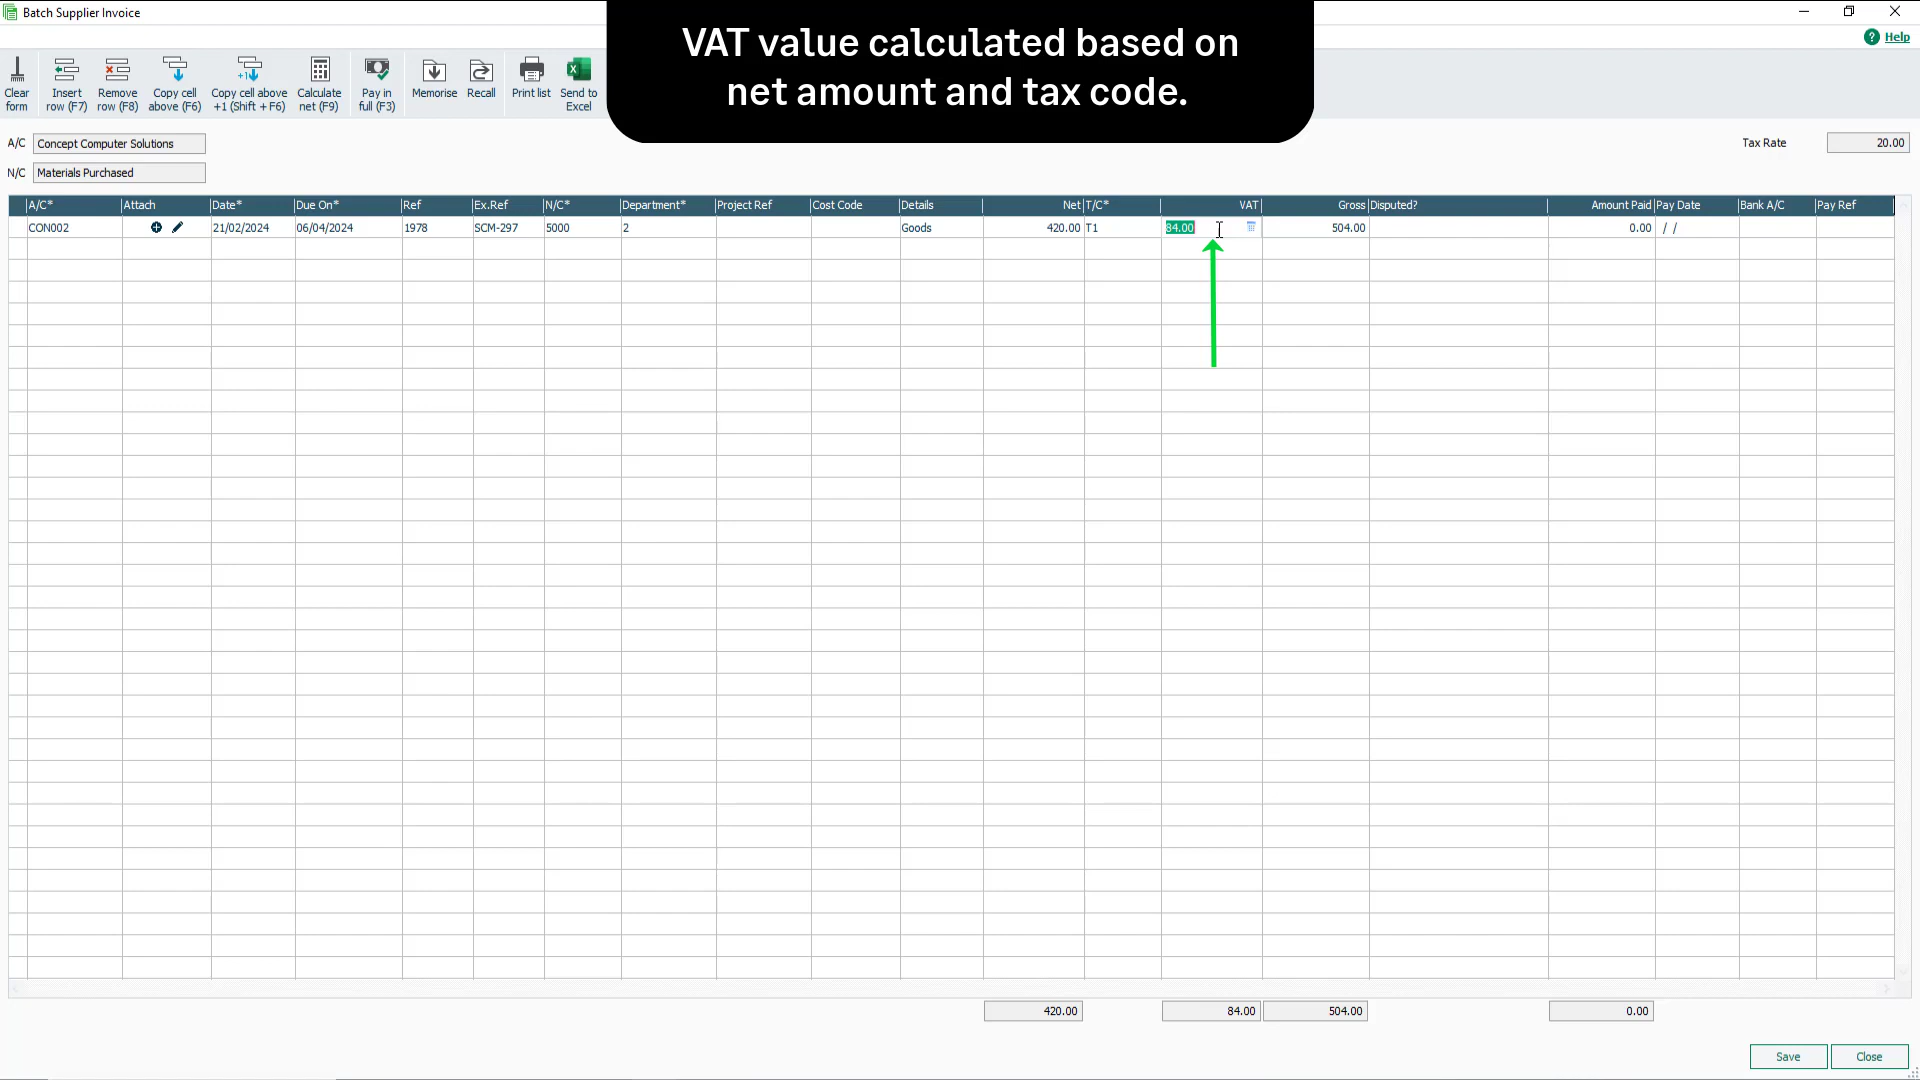 Batch Supplier Invoice
VAT value calculated based on
net amount and tax code.
Help
Clear form
Insert row (F7)
Remove row (F8)
Copy cell above (F6)
Copy cell above +1 (Shift + F6)
Calculate net (F9)
Pay in full (F3)
Memorise
Recall
Print list
Send to Excel
A/C Concept Computer Solutions
Tax Rate 20.00
N/C Materials Purchased
A/C* Attach Date* Due On* Ref Ex.Ref N/C* Department* Project Ref Cost Code Details Net T/C* VAT Gross Disputed? Amount Paid Pay Date Bank A/C Pay Ref
CON002 21/02/2024 06/04/2024 1978 SCM-297 5000 2 Goods 420.00 T1 84.00 504.00 0.00 / /
420.00 84.00 504.00 0.00
Save Close